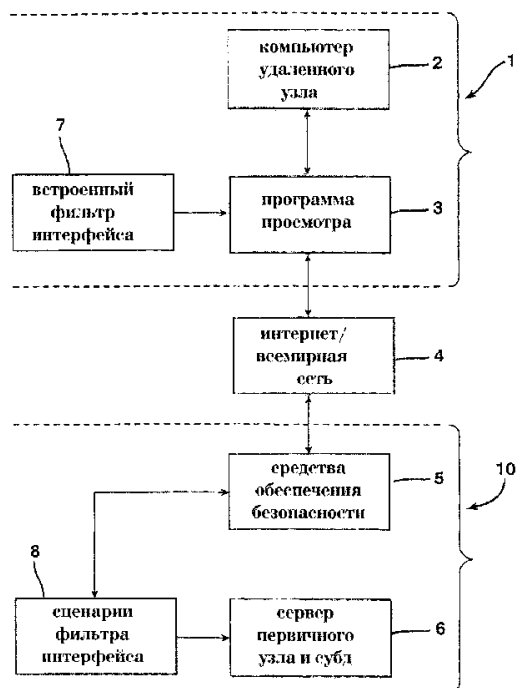 компьютер
удаленного
узла
2
1
7
встроенный
фильтр
интерфейса
программа
просмотра
3
интернет/
всемирная
сеть
4
средства
обеспечения
безопасности
5
10
8
сценарии
фильтра
интерфейса
сервер
первичного
узла и субд
6